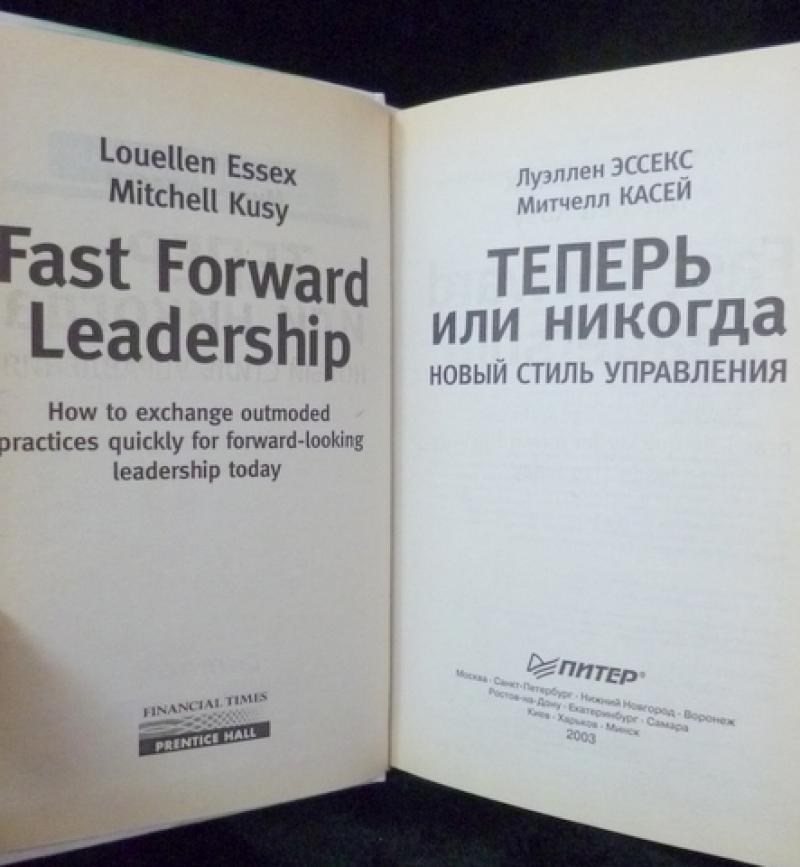 Louellen Essex
Mitchell Kusy
Fast Forward
Leadership
How to exchange outmoded
practices quickly for forward-looking
leadership today
FINANCIAL TIMES
PRENTICE HALL
Луэллен ЭССЕКС
Митчелл КАСЕЙ
ТЕПЕРЬ
ИЛИ НИКОГДА
НОВЫЙ СТИЛЬ УПРАВЛЕНИЯ
ПИТЕР®
Москва · Санкт-Петербург · Нижний Новгород · Воронеж
Ростов-на-Дону · Екатеринбург · Самара
Киев · Харьков · Минск
2003